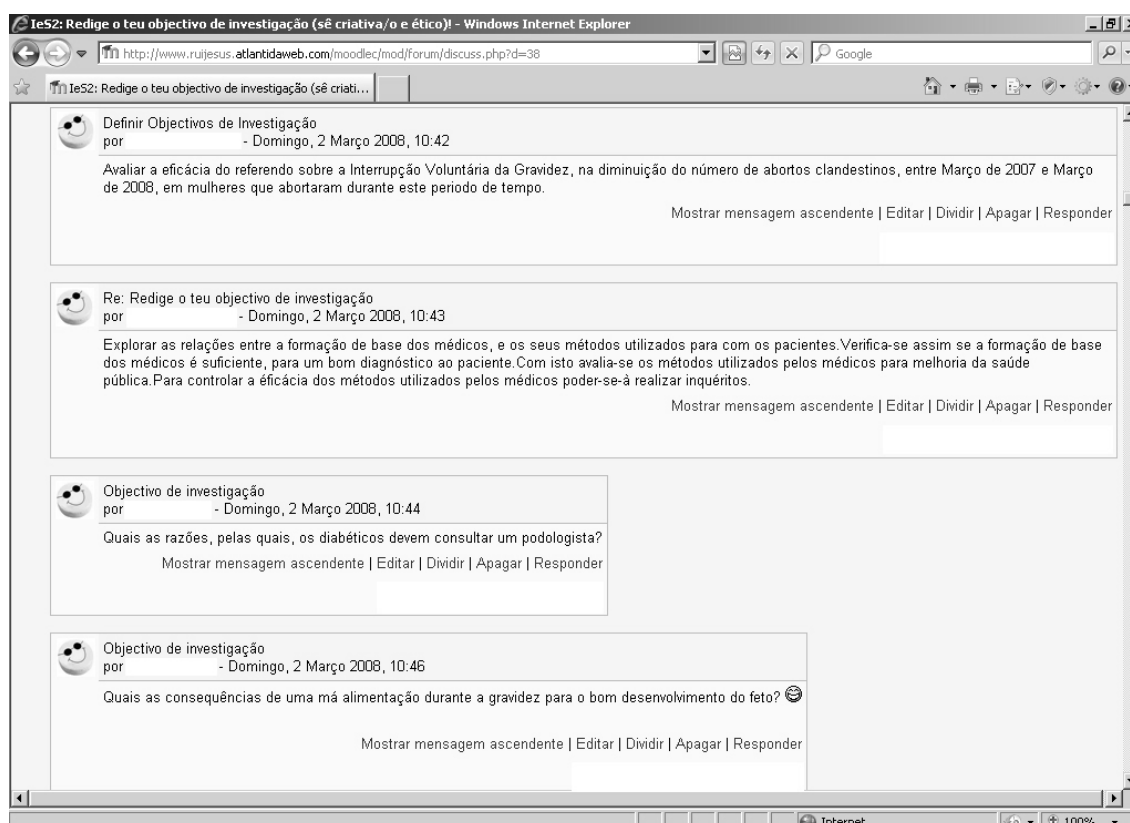 IeS2: Redige o teu objectivo de investigação (sê criativa/o e ético)! - Windows Internet Explorer
http://www.ruijesus.atlantidaweb.com/moodlec/mod/forum/discuss.php?d=38
Google
IeS2: Redige o teu objectivo de investigação (sê criati...
Definir Objectivos de Investigação
por - Domingo, 2 Março 2008, 10:42
Avaliar a eficácia do referendo sobre a Interrupção Voluntária da Gravidez, na diminuição do número de abortos clandestinos, entre Março de 2007 e Março
de 2008, em mulheres que abortaram durante este periodo de tempo.
Mostrar mensagem ascendente | Editar | Dividir | Apagar | Responder
Re: Redige o teu objectivo de investigação
por - Domingo, 2 Março 2008, 10:43
Explorar as relações entre a formação de base dos médicos, e os seus métodos utilizados para com os pacientes.Verifica-se assim se a formação de base
dos médicos é suficiente, para um bom diagnóstico ao paciente.Com isto avalia-se os métodos utilizados pelos médicos para melhoria da saúde
pública.Para controlar a éficácia dos métodos utilizados pelos médicos poder-se-à realizar inquéritos.
Mostrar mensagem ascendente | Editar | Dividir | Apagar | Responder
Objectivo de investigação
por - Domingo, 2 Março 2008, 10:44
Quais as razões, pelas quais, os diabéticos devem consultar um podologista?
Mostrar mensagem ascendente | Editar | Dividir | Apagar | Responder
Objectivo de investigação
por - Domingo, 2 Março 2008, 10:46
Quais as consequências de uma má alimentação durante a gravidez para o bom desenvolvimento do feto?
Mostrar mensagem ascendente | Editar | Dividir | Apagar | Responder
Internet
100%